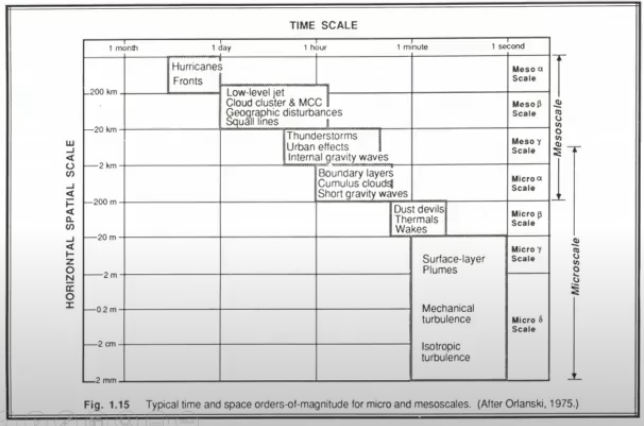 TIME SCALE
1 month 1 day 1 hour 1 minute 1 second
HORIZONTAL SPATIAL SCALE
Hurricanes
Fronts
Meso α
Scale
200 km
Low-level jet
Cloud cluster & MCC
Geographic disturbances
Squall lines
Meso β
Scale
20 km
Thunderstorms
Urban effects
Internal gravity waves
Meso γ
Scale
2 km
Boundary layers
Cumulus clouds
Short gravity waves
Micro α
Scale
200 m
Dust devils
Thermals
Wakes
Micro β
Scale
20 m
Surface-layer
Plumes
Micro γ
Scale
2 m
Mechanical
turbulence
0.2 m
Micro δ
Scale
2 cm
Isotropic
turbulence
2 mm
Mesoscale
Microscale
Fig. 1.15 Typical time and space orders-of-magnitude for micro and mesoscales. (After Orlanski, 1975.)